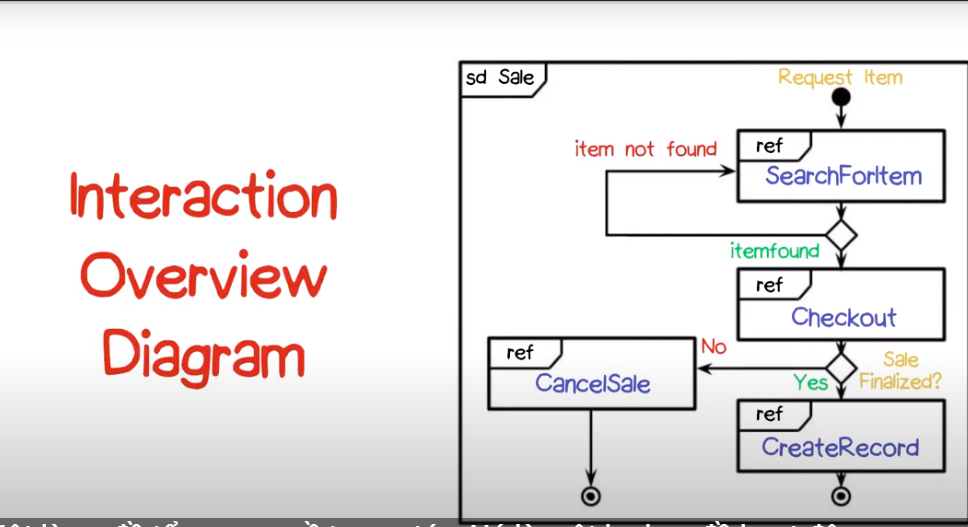 Interaction
Overview
Diagram
sd Sale
Request Item
ref
SearchForItem
item not found
itemfound
ref
Checkout
No
Sale
Finalized?
Yes
ref
CancelSale
ref
CreateRecord